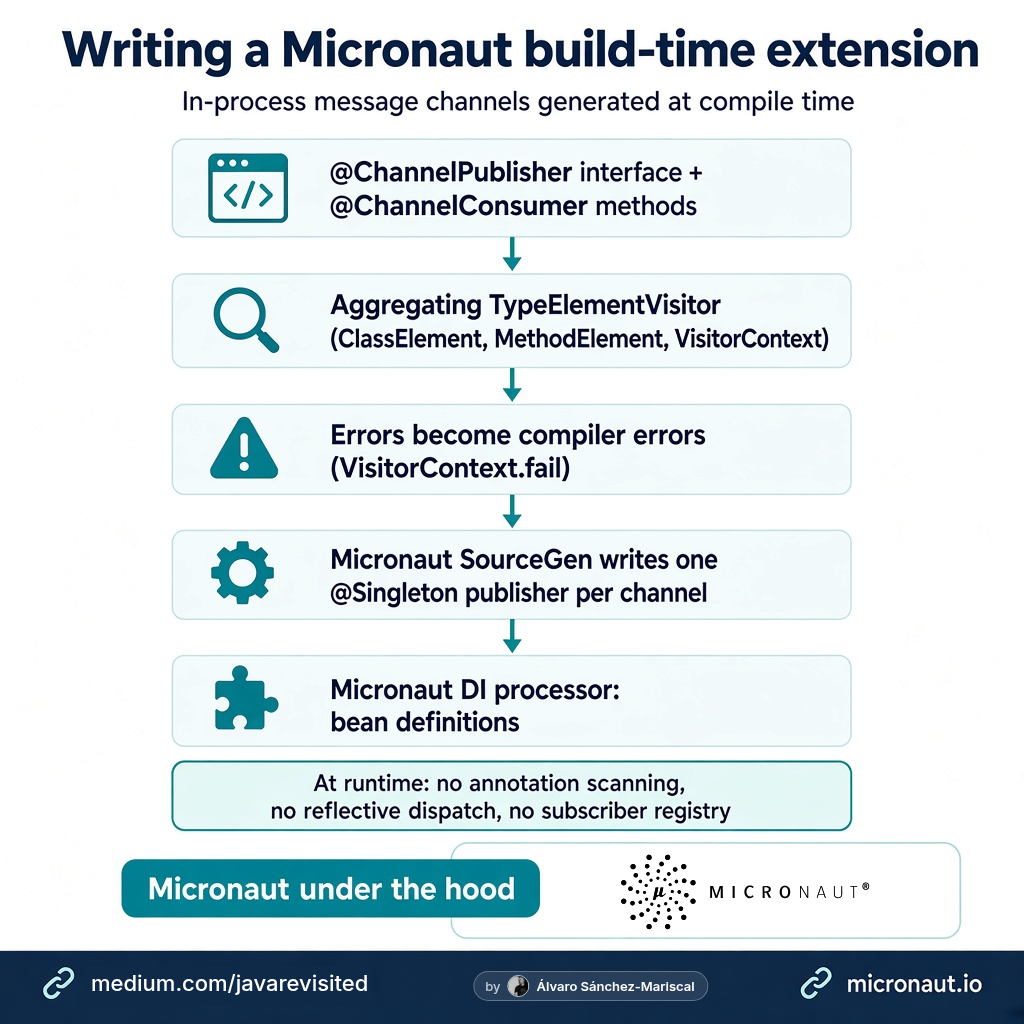 Writing a Micronaut build-time extension
In-process message channels generated at compile time
@ChannelPublisher interface +
@ChannelConsumer methods
Aggregating TypeElementVisitor
(ClassElement, MethodElement, VisitorContext)
Errors become compiler errors
(VisitorContext.fail)
Micronaut SourceGen writes one
@Singleton publisher per channel
Micronaut DI processor:
bean definitions
At runtime: no annotation scanning,
no reflective dispatch, no subscriber registry
Micronaut under the hood
μ MICRONAUT®
medium.com/javarevisited
by Álvaro Sánchez-Mariscal
micronaut.io